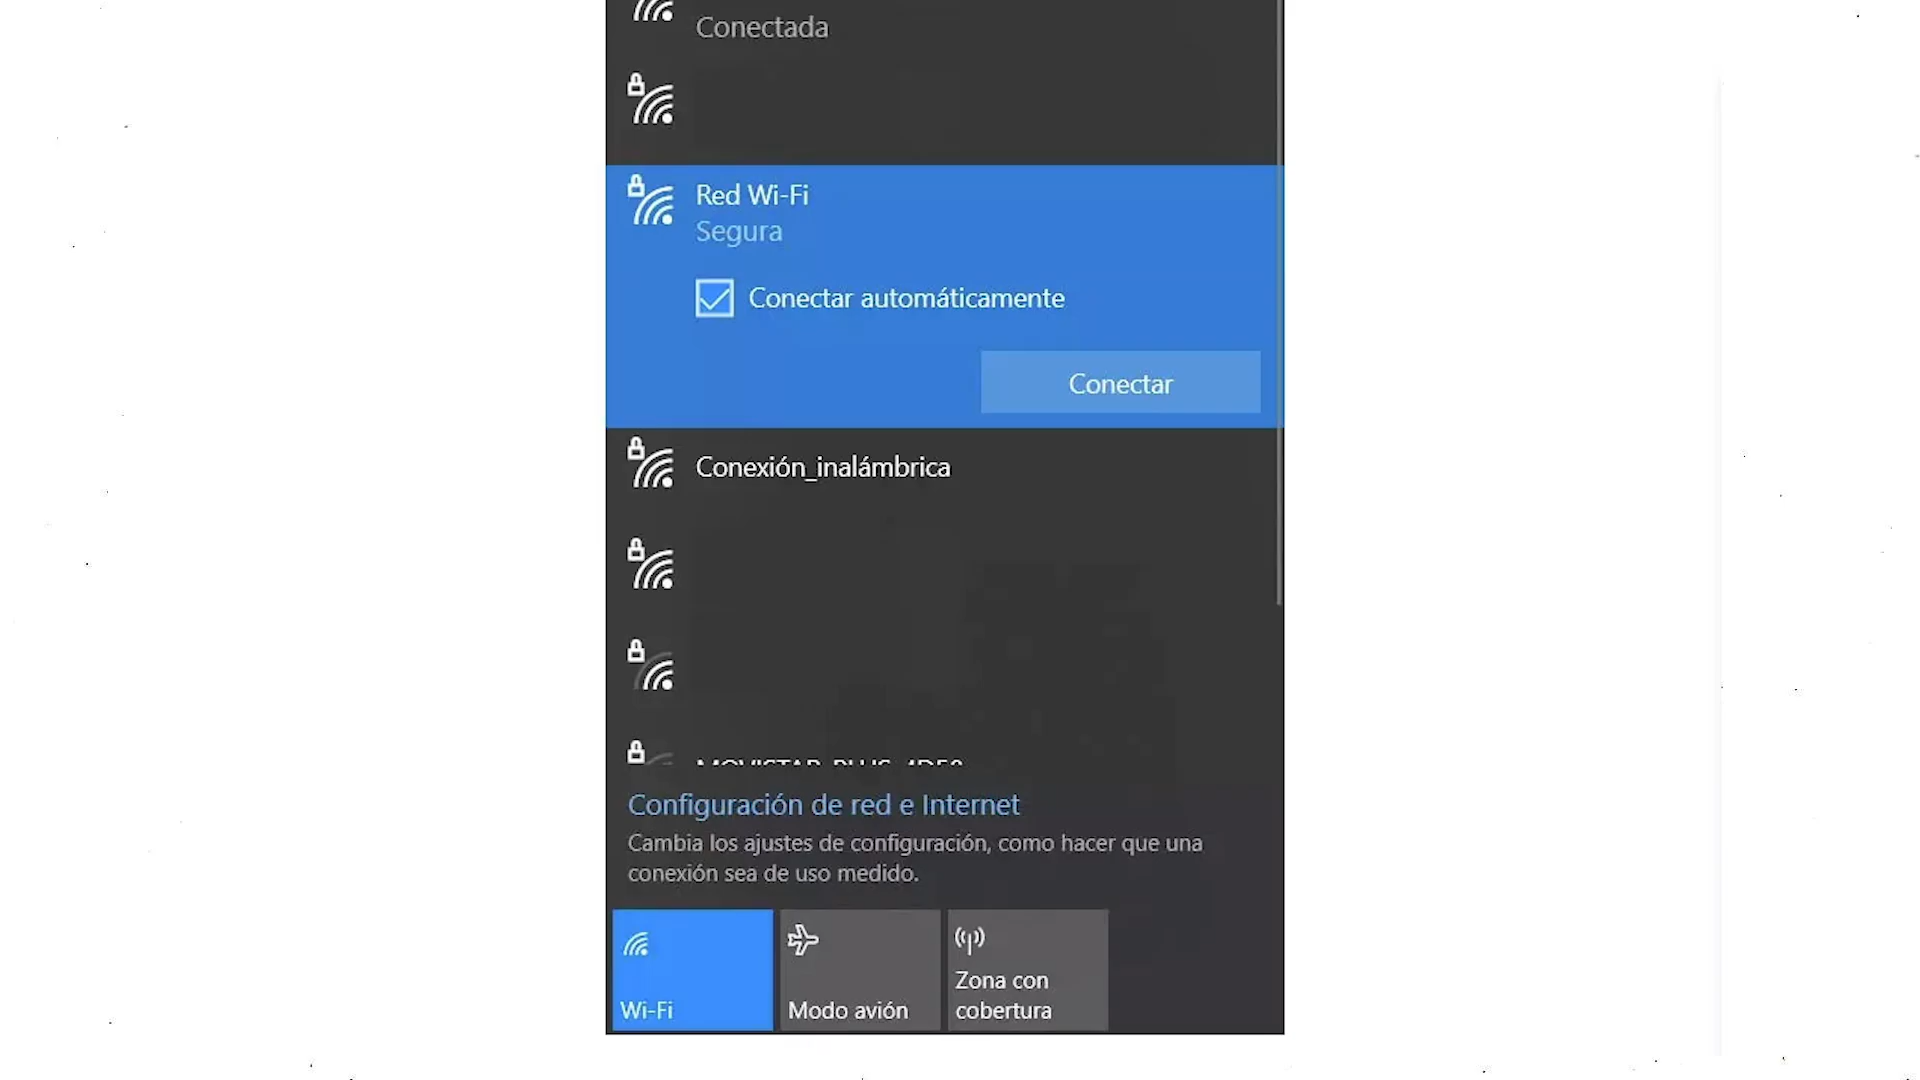 Conectada
Red Wi-Fi
Segura
Conectar automáticamente
Conectar
Conexión_inalámbrica
Configuración de red e Internet
Cambia los ajustes de configuración, como hacer que una
conexión sea de uso medido.
Wi-Fi
Modo avión
Zona con
cobertura